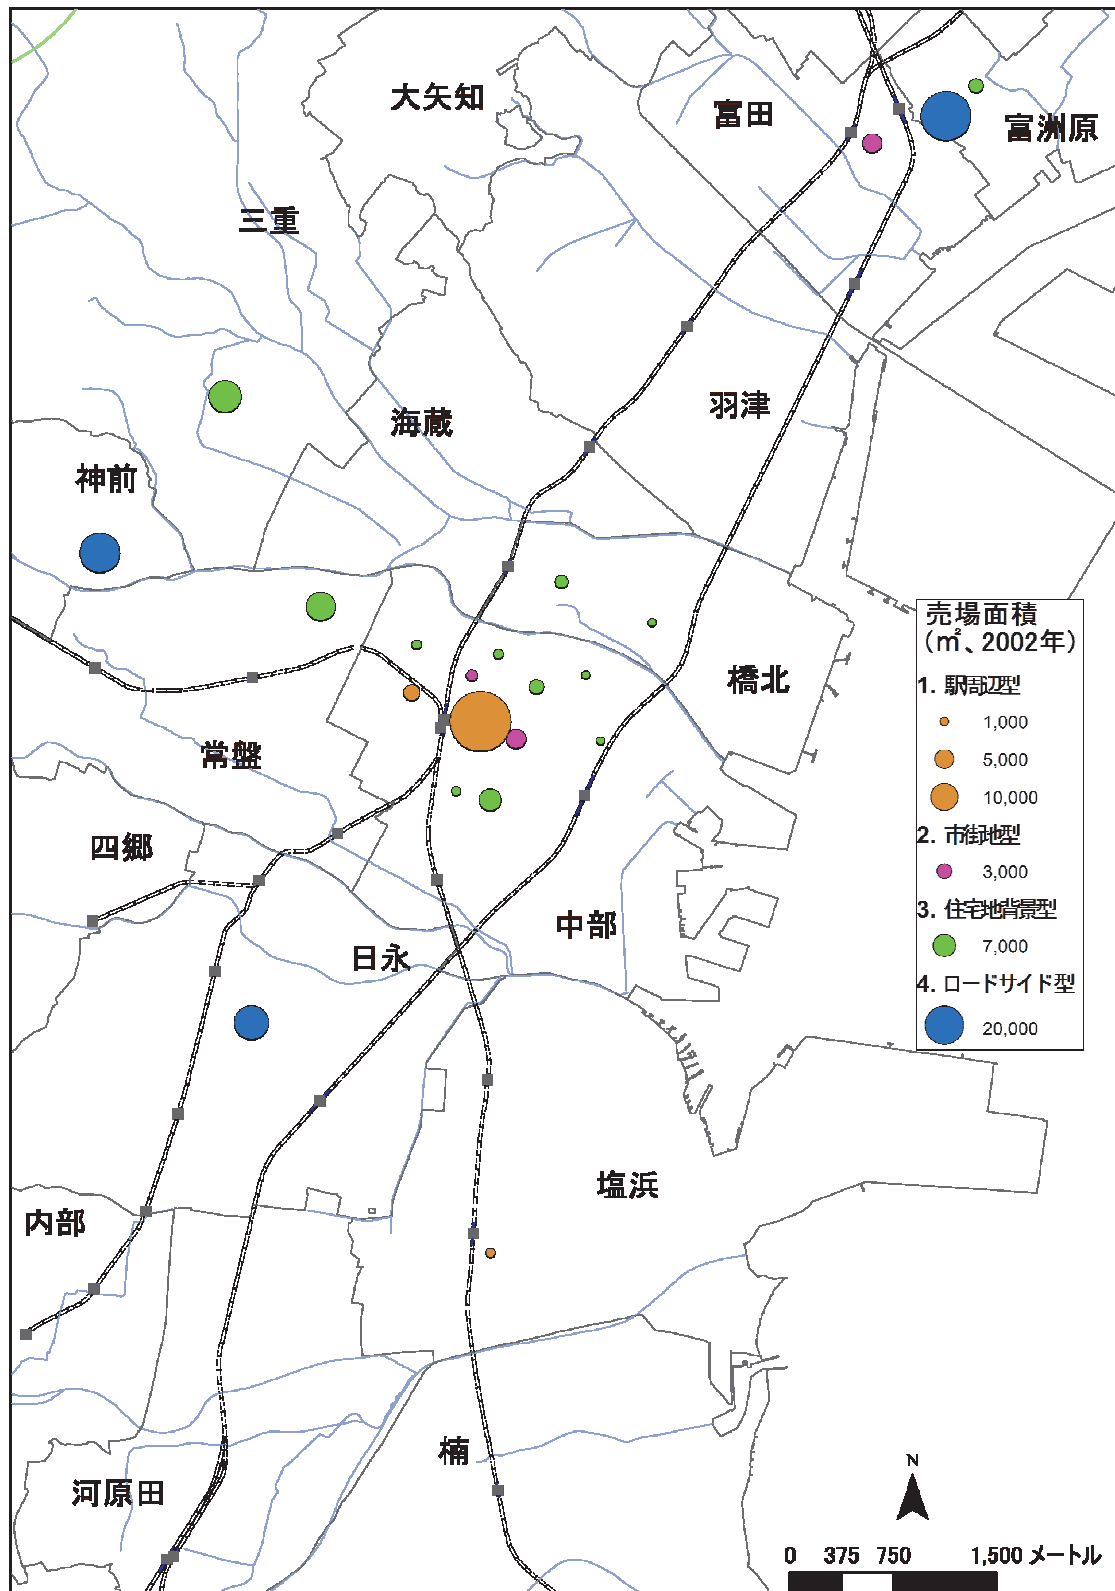 大矢知
富田
富洲原
三重
羽津
海蔵
神前
橋北
常盤
四郷
中部
日永
塩浜
内部
楠
河原田
売場面積
(㎡、2002年)
1. 駅周辺型
1,000
5,000
10,000
2. 市街地型
3,000
3. 住宅地背景型
7,000
4. ロードサイド型
20,000
N
0 375 750 1,500 メートル